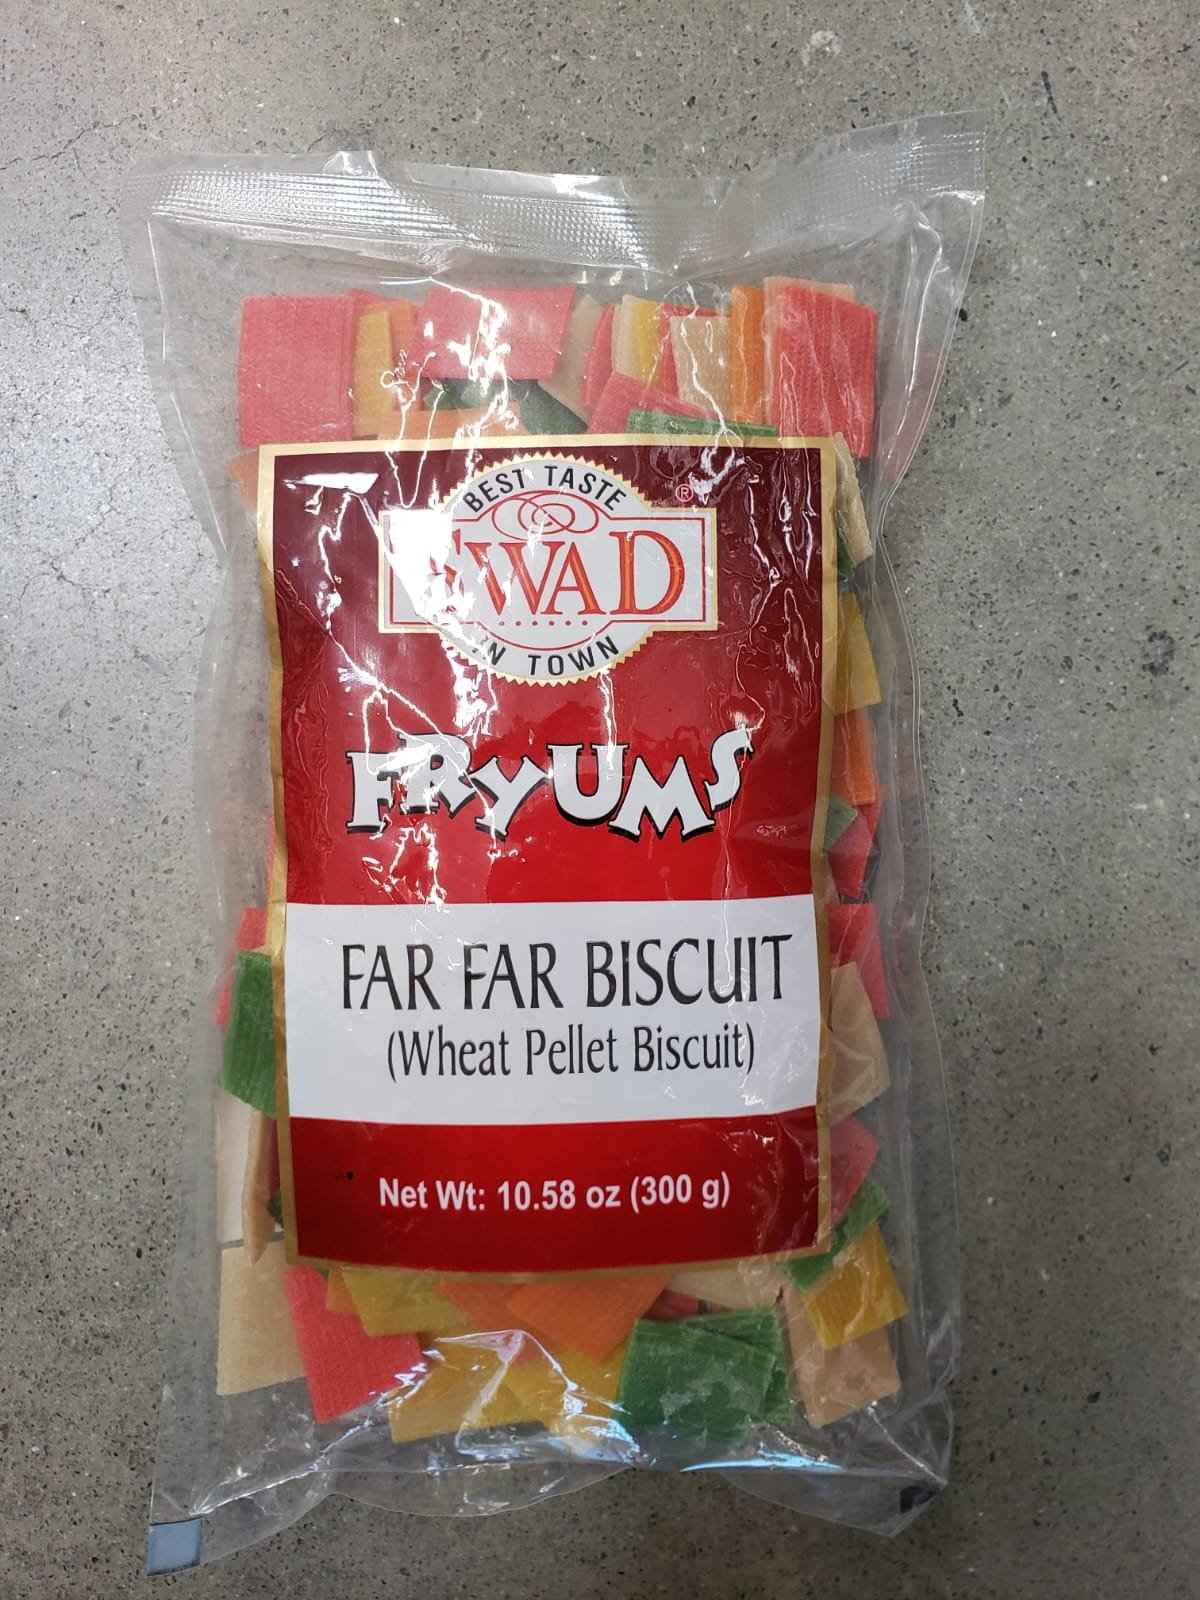 BEST TASTE
®
SWAD
IN TOWN
FRYUMS
FAR FAR BISCUIT
(Wheat Pellet Biscuit)
Net Wt: 10.58 oz (300 g)